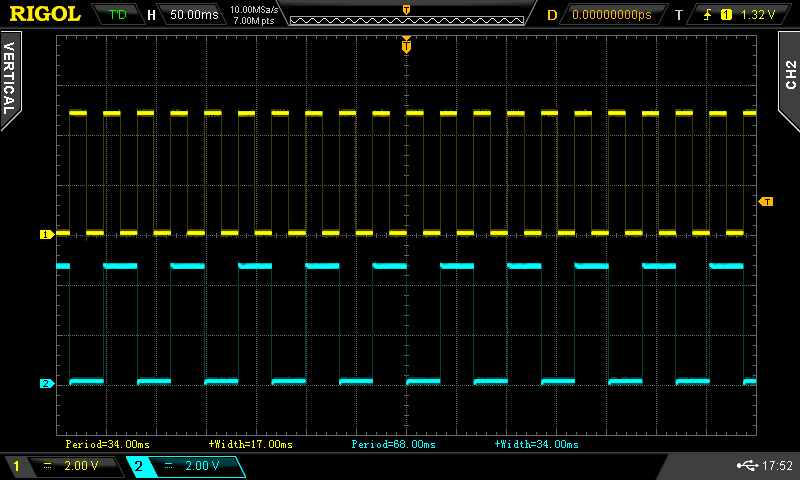 RIGOL T'D H 50.00ms 10.00MSa/s D 0.00000000ps T 1 1.32 V
7.00M pts
T
VERTICAL
CH2
T
T
1
2
Period=34.00ms +Width=17.00ms Period=68.00ms +Width=34.00ms
1 2.00 V 2 2.00 V 17:52